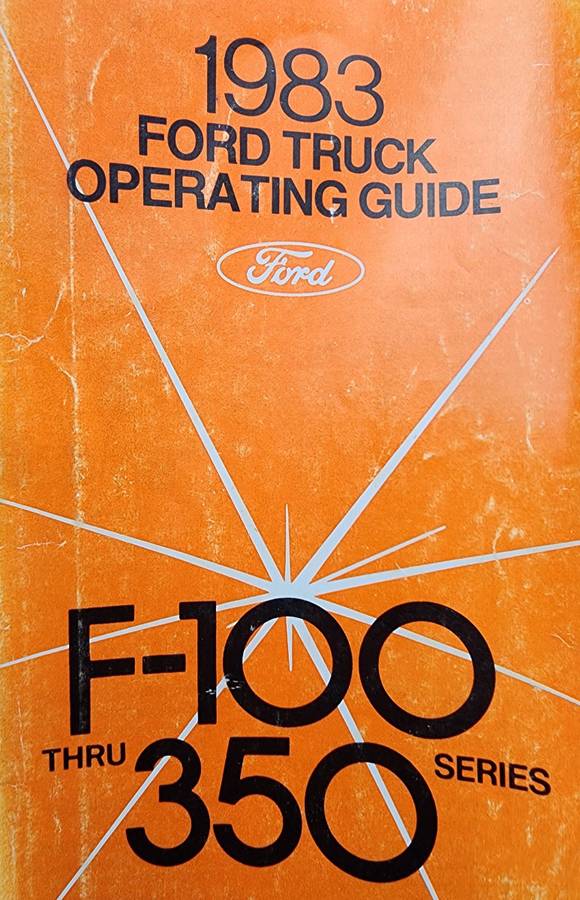 1983
FORD TRUCK
OPERATING GUIDE
Ford
F-100
THRU 350 SERIES